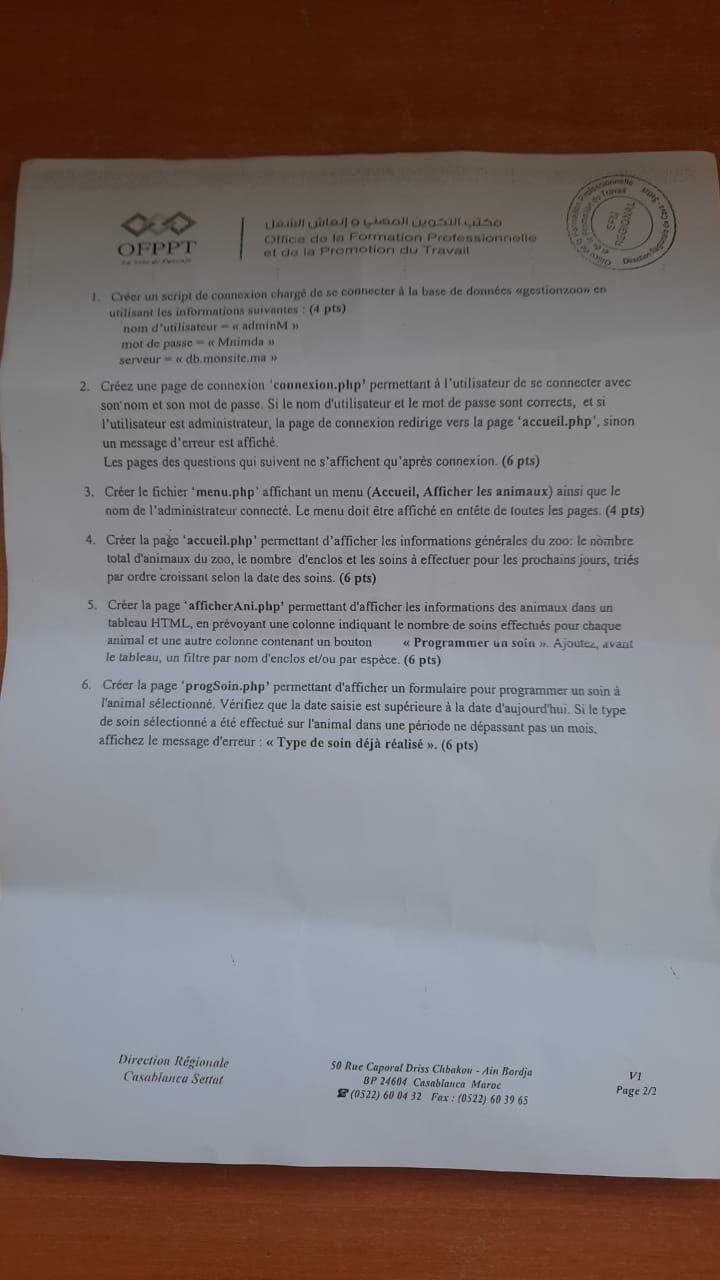 OFPPT
مكتب التكوين المهني و إنعاش الشغل
Office de la Formation Professionnelle
et de la Promotion du Travail
SFM
REGIONAL
1. Créer un script de connexion chargé de se connecter à la base de données «gestionzoo» en
utilisant les informations suivantes : (4 pts)
nom d'utilisateur = « adminM »
mot de passe = « Mnimda »
serveur = « db.monsite.ma »
2. Créez une page de connexion 'connexion.php' permettant à l'utilisateur de se connecter avec
son nom et son mot de passe. Si le nom d'utilisateur et le mot de passe sont corrects, et si
l'utilisateur est administrateur, la page de connexion redirige vers la page 'accueil.php', sinon
un message d'erreur est affiché.
Les pages des questions qui suivent ne s'affichent qu'après connexion. (6 pts)
3. Créer le fichier 'menu.php' affichant un menu (Accueil, Afficher les animaux) ainsi que le
nom de l'administrateur connecté. Le menu doit être affiché en entête de toutes les pages. (4 pts)
4. Créer la page 'accueil.php' permettant d'afficher les informations générales du zoo: le nombre
total d'animaux du zoo, le nombre d'enclos et les soins à effectuer pour les prochains jours, triés
par ordre croissant selon la date des soins. (6 pts)
5. Créer la page 'afficherAni.php' permettant d'afficher les informations des animaux dans un
tableau HTML, en prévoyant une colonne indiquant le nombre de soins effectués pour chaque
animal et une autre colonne contenant un bouton « Programmer un soin ». Ajoutez, avant
le tableau, un filtre par nom d'enclos et/ou par espèce. (6 pts)
6. Créer la page 'progSoin.php' permettant d'afficher un formulaire pour programmer un soin à
l'animal sélectionné. Vérifiez que la date saisie est supérieure à la date d'aujourd'hui. Si le type
de soin sélectionné a été effectué sur l'animal dans une période ne dépassant pas un mois,
affichez le message d'erreur : « Type de soin déjà réalisé ». (6 pts)
Direction Régionale
Casablanca Settat
50 Rue Caporal Driss Chbakou - Ain Bordja
BP 24604 Casablanca Maroc
☎ (0522) 60 04 32 Fax : (0522) 60 39 65
V1
Page 2/2